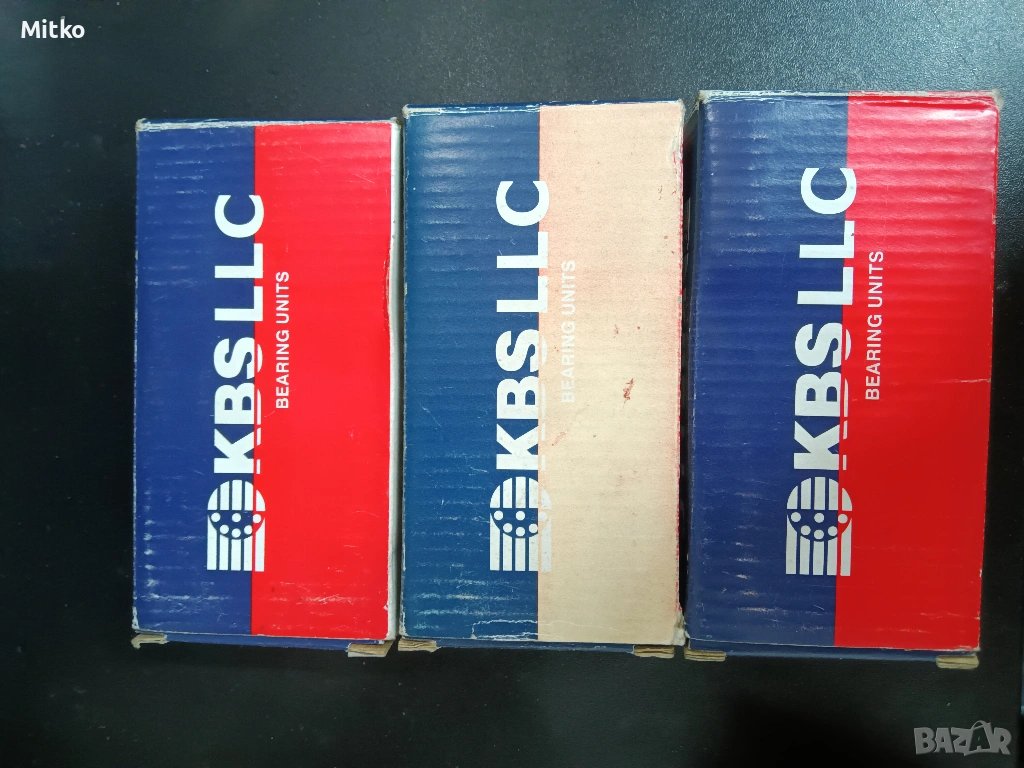 Mitko
KBS LLC
BEARING UNITS
KBS LLC
BEARING UNITS
KBS LLC
BEARING UNITS
BAZAR